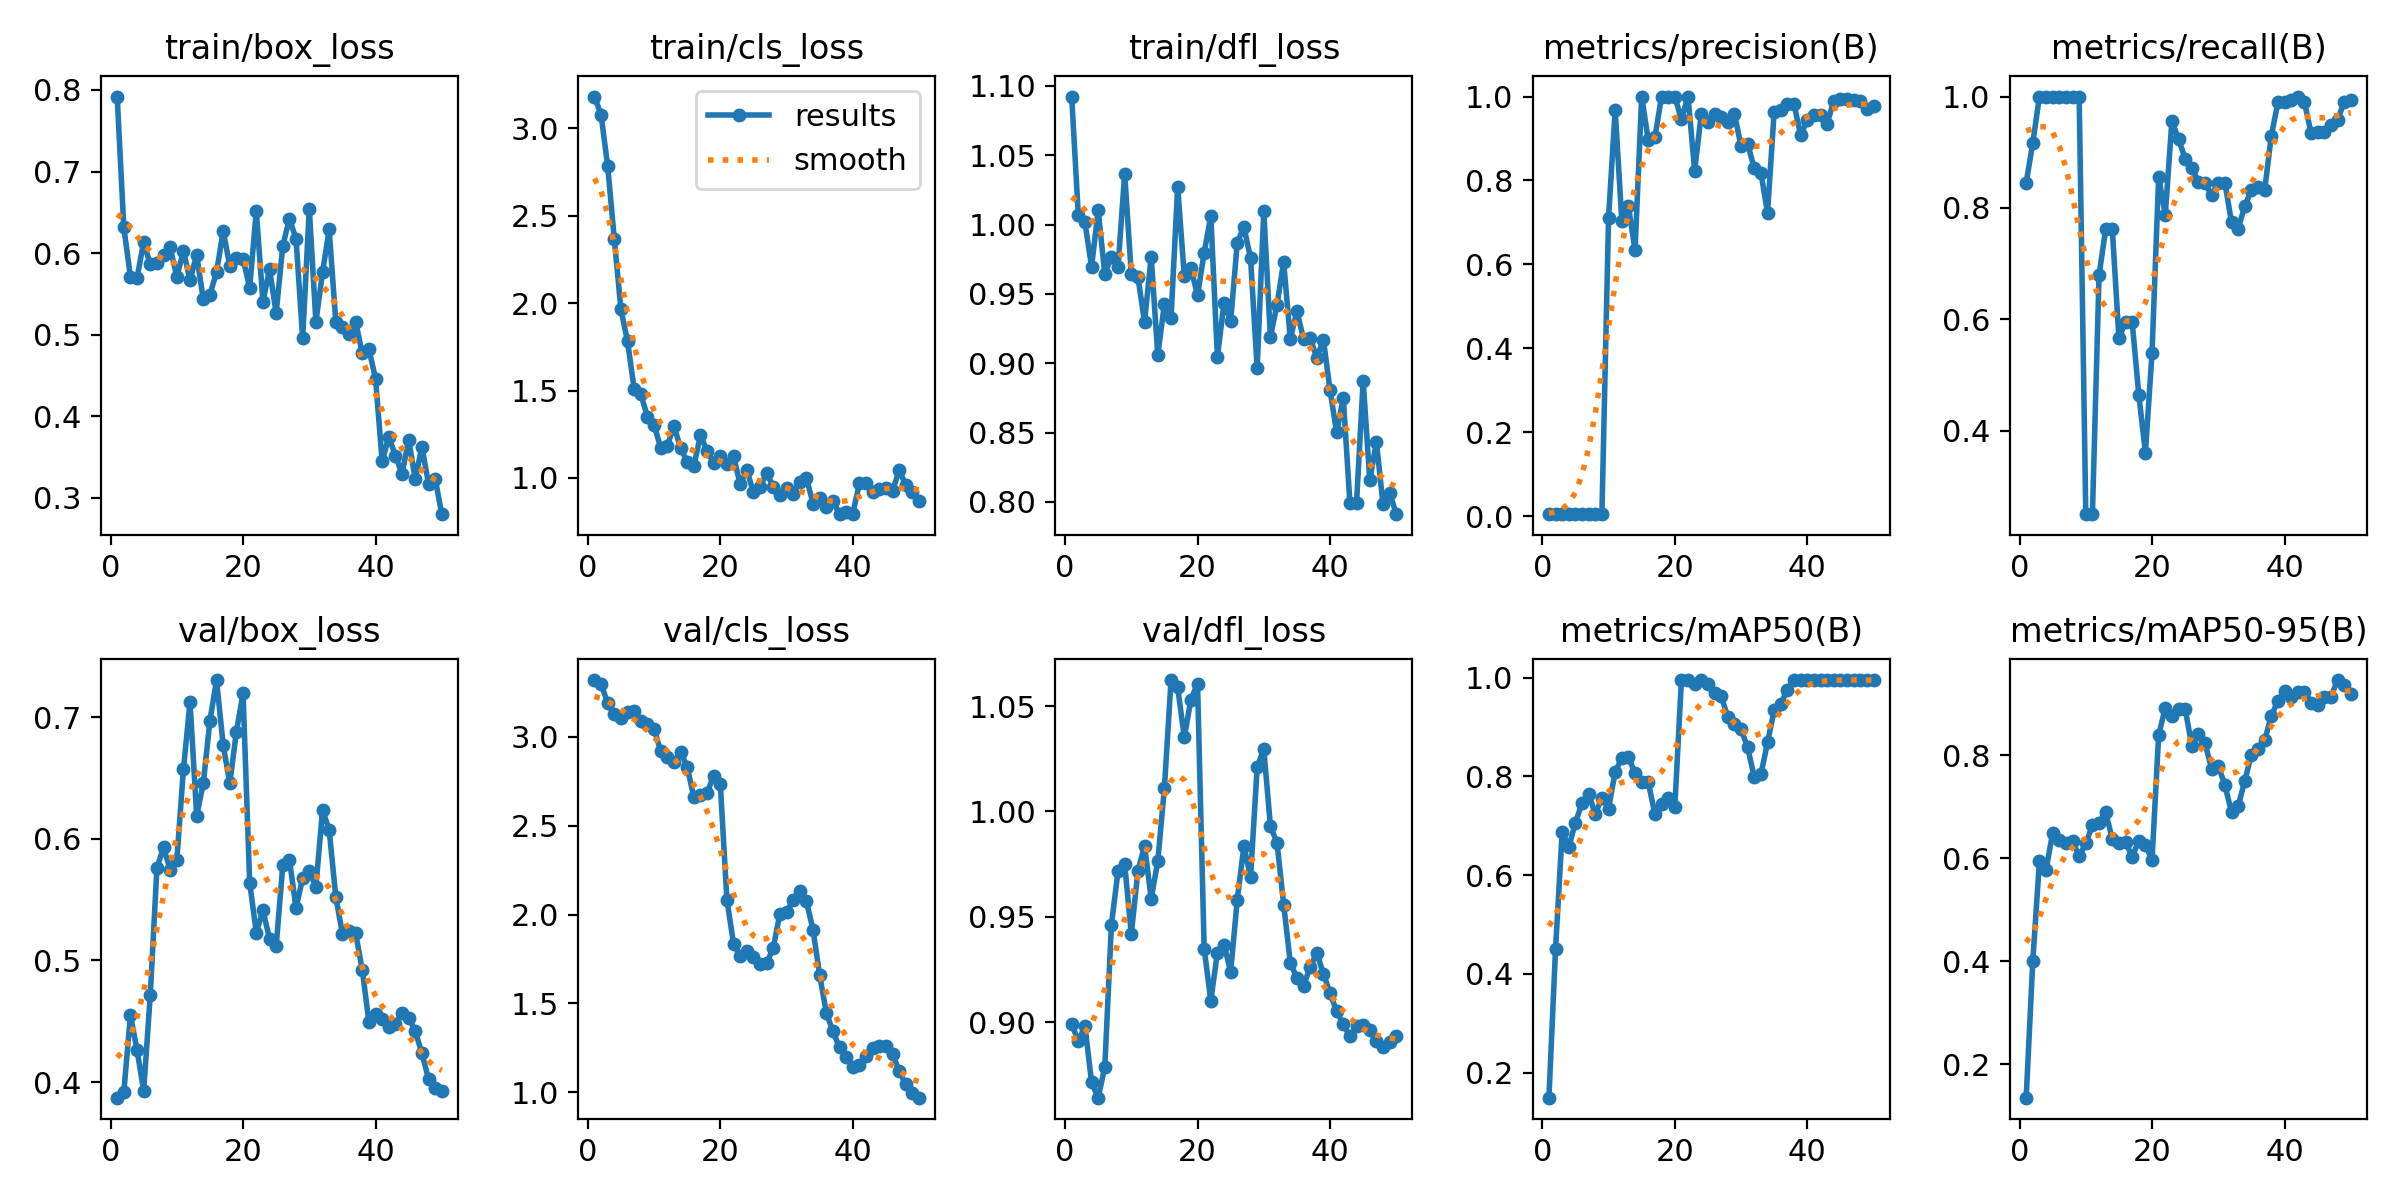 train/box_loss
0.8
0.7
0.6
0.5
0.4
0.3
0 20 40
train/cls_loss
results
smooth
3.0
2.5
2.0
1.5
1.0
0 20 40
train/dfl_loss
1.10
1.05
1.00
0.95
0.90
0.85
0.80
0 20 40
metrics/precision(B)
1.0
0.8
0.6
0.4
0.2
0.0
0 20 40
metrics/recall(B)
1.0
0.8
0.6
0.4
0 20 40
val/box_loss
0.7
0.6
0.5
0.4
0 20 40
val/cls_loss
3.0
2.5
2.0
1.5
1.0
0 20 40
val/dfl_loss
1.05
1.00
0.95
0.90
0 20 40
metrics/mAP50(B)
1.0
0.8
0.6
0.4
0.2
0 20 40
metrics/mAP50-95(B)
0.8
0.6
0.4
0.2
0 20 40